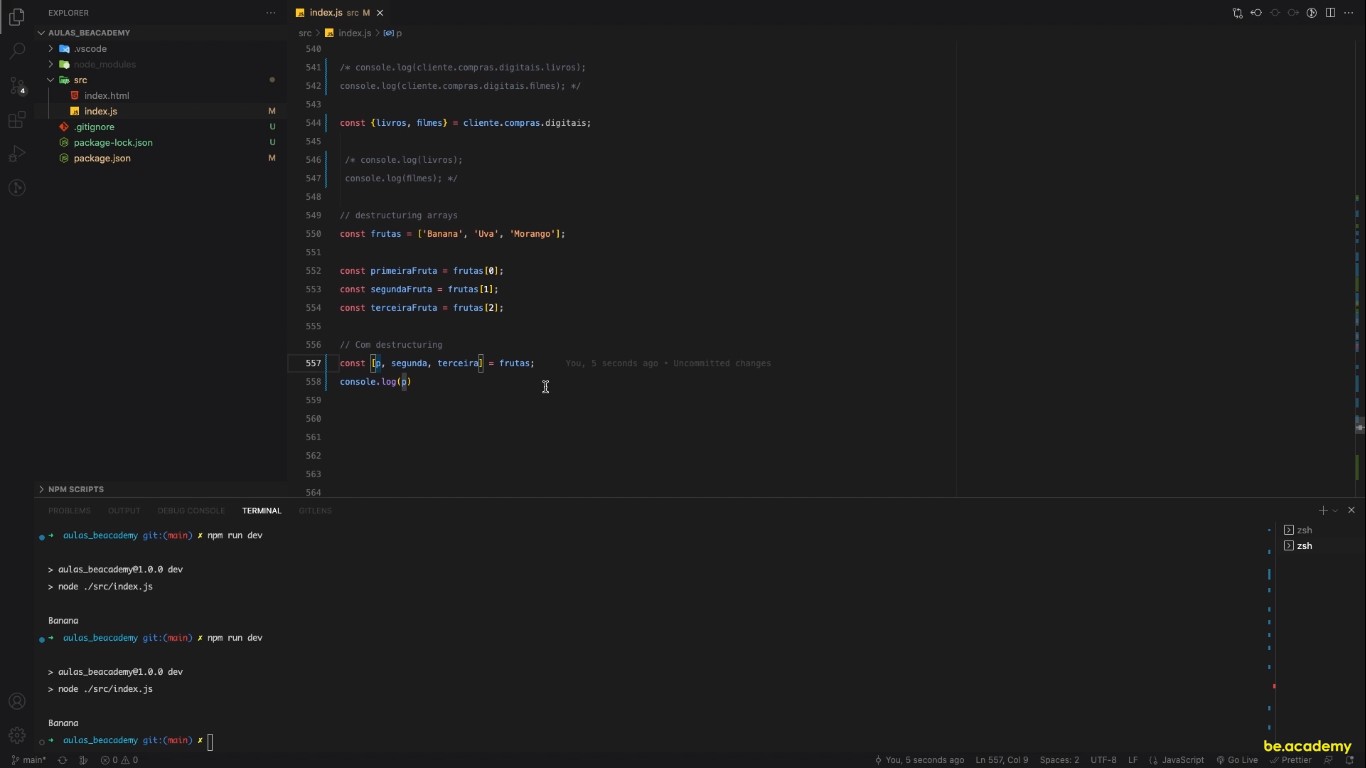 EXPLORER
AULAS_BEACADEMY
.vscode
node_modules
src
index.html
index.js M
.gitignore U
package-lock.json U
package.json M
NPM SCRIPTS
4
index.js src M
src > index.js > p
540
541 /* console.log(cliente.compras.digitais.livros);
542 console.log(cliente.compras.digitais.filmes); */
543
544 const {livros, filmes} = cliente.compras.digitais;
545
546 /* console.log(livros);
547 console.log(filmes); */
548
549 // destructuring arrays
550 const frutas = ['Banana', 'Uva', 'Morango'];
551
552 const primeiraFruta = frutas[0];
553 const segundaFruta = frutas[1];
554 const terceiraFruta = frutas[2];
555
556 // Com destructuring
557 const [p, segunda, terceira] = frutas; You, 5 seconds ago • Uncommitted changes
558 console.log(p)
559
560
561
562
563
564
PROBLEMS OUTPUT DEBUG CONSOLE TERMINAL GITLENS
➜ aulas_beacademy git:(main) ✗ npm run dev
> aulas_beacademy@1.0.0 dev
> node ./src/index.js
Banana
➜ aulas_beacademy git:(main) ✗ npm run dev
> aulas_beacademy@1.0.0 dev
> node ./src/index.js
Banana
➜ aulas_beacademy git:(main) ✗
zsh
zsh
be.academy
main* 0 0 You, 5 seconds ago Ln 557, Col 9 Spaces: 2 UTF-8 LF JavaScript Go Live Prettier